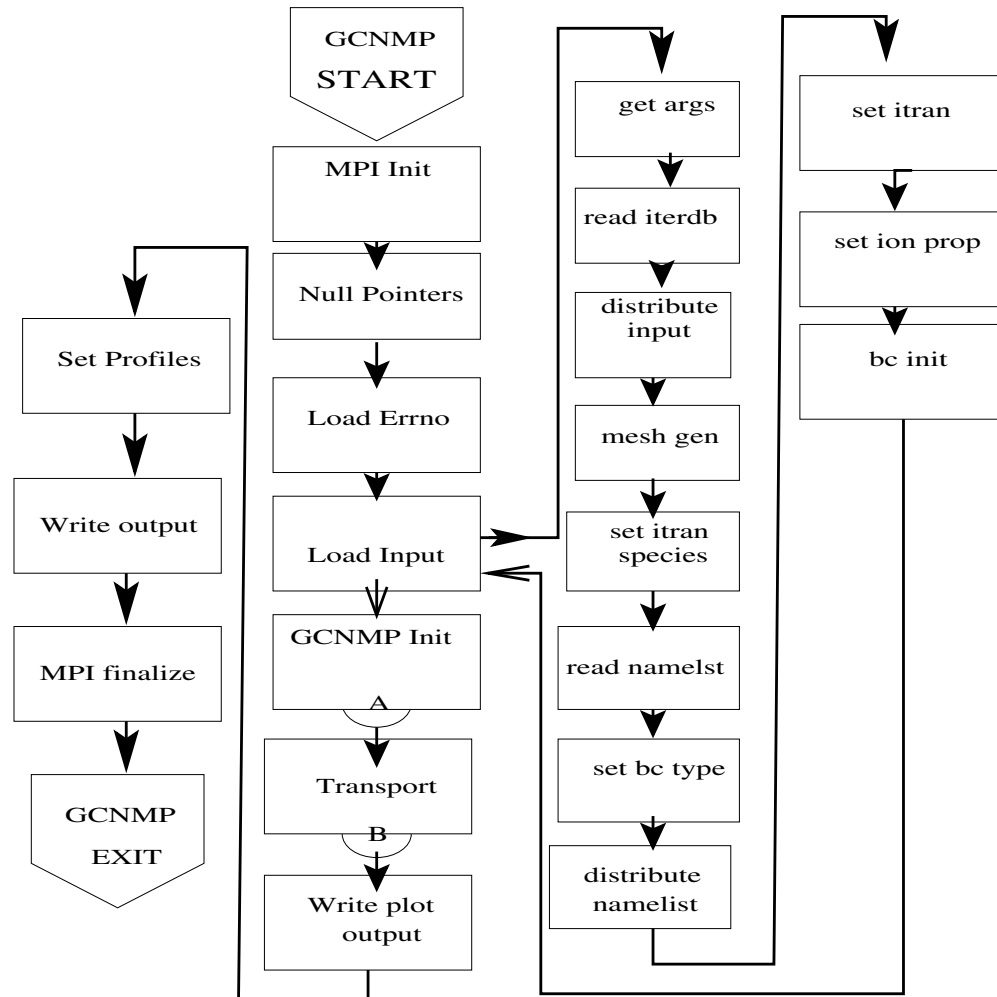 GCNMP
START
MPI Init
Null Pointers
Load Errno
Load Input
GCNMP Init
A
Transport
B
Write plot
output
get args
read iterdb
distribute
input
mesh gen
set itran
species
read namelst
set bc type
distribute
namelist
set itran
set ion prop
bc init
Set Profiles
Write output
MPI finalize
GCNMP
EXIT